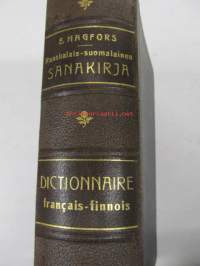 E. HAGFORS
Ranskalais-suomalainen
SANAKIRJA
DICTIONNAIRE
français-finnois